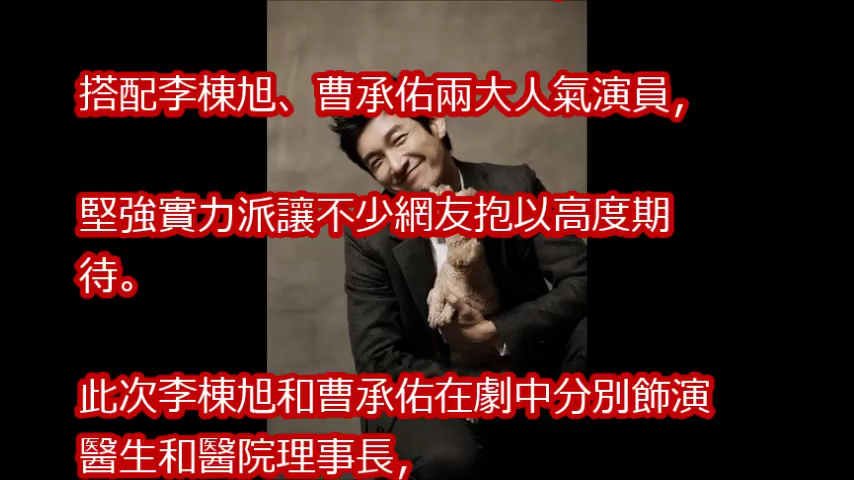 搭配李棟旭、曹承佑兩大人氣演員,
堅強實力派讓不少網友抱以高度期
待。
此次李棟旭和曹承佑在劇中分別飾演
醫生和醫院理事長,